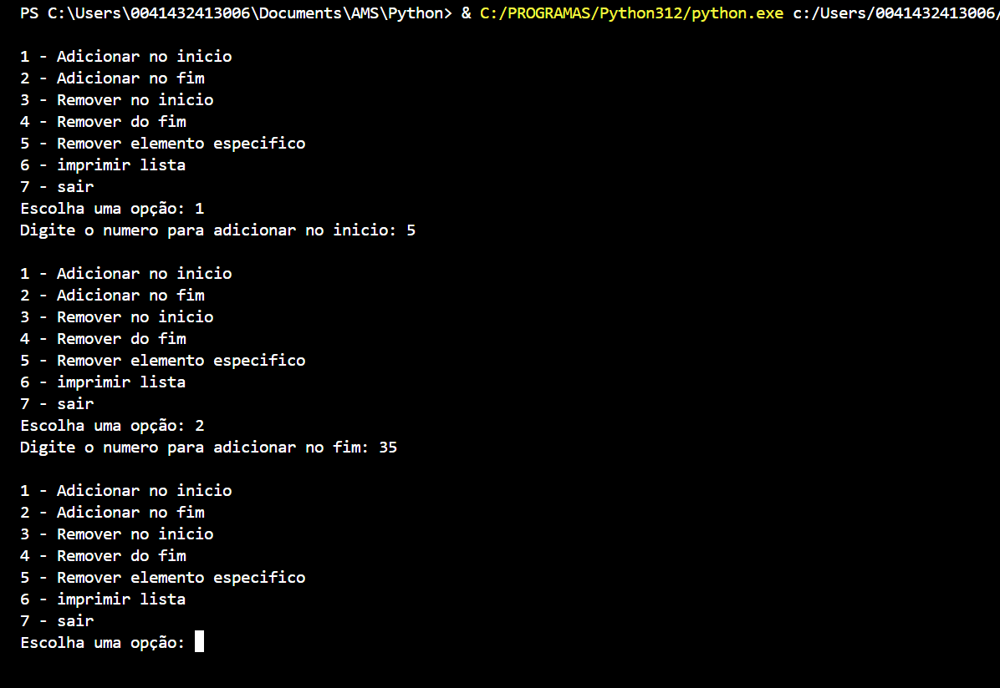 PS C:\Users\0041432413006\Documents\AMS\Python> & C:/PROGRAMAS/Python312/python.exe c:/Users/0041432413006/
1 - Adicionar no inicio
2 - Adicionar no fim
3 - Remover no inicio
4 - Remover do fim
5 - Remover elemento especifico
6 - imprimir lista
7 - sair
Escolha uma opção: 1
Digite o numero para adicionar no inicio: 5
1 - Adicionar no inicio
2 - Adicionar no fim
3 - Remover no inicio
4 - Remover do fim
5 - Remover elemento especifico
6 - imprimir lista
7 - sair
Escolha uma opção: 2
Digite o numero para adicionar no fim: 35
1 - Adicionar no inicio
2 - Adicionar no fim
3 - Remover no inicio
4 - Remover do fim
5 - Remover elemento especifico
6 - imprimir lista
7 - sair
Escolha uma opção: